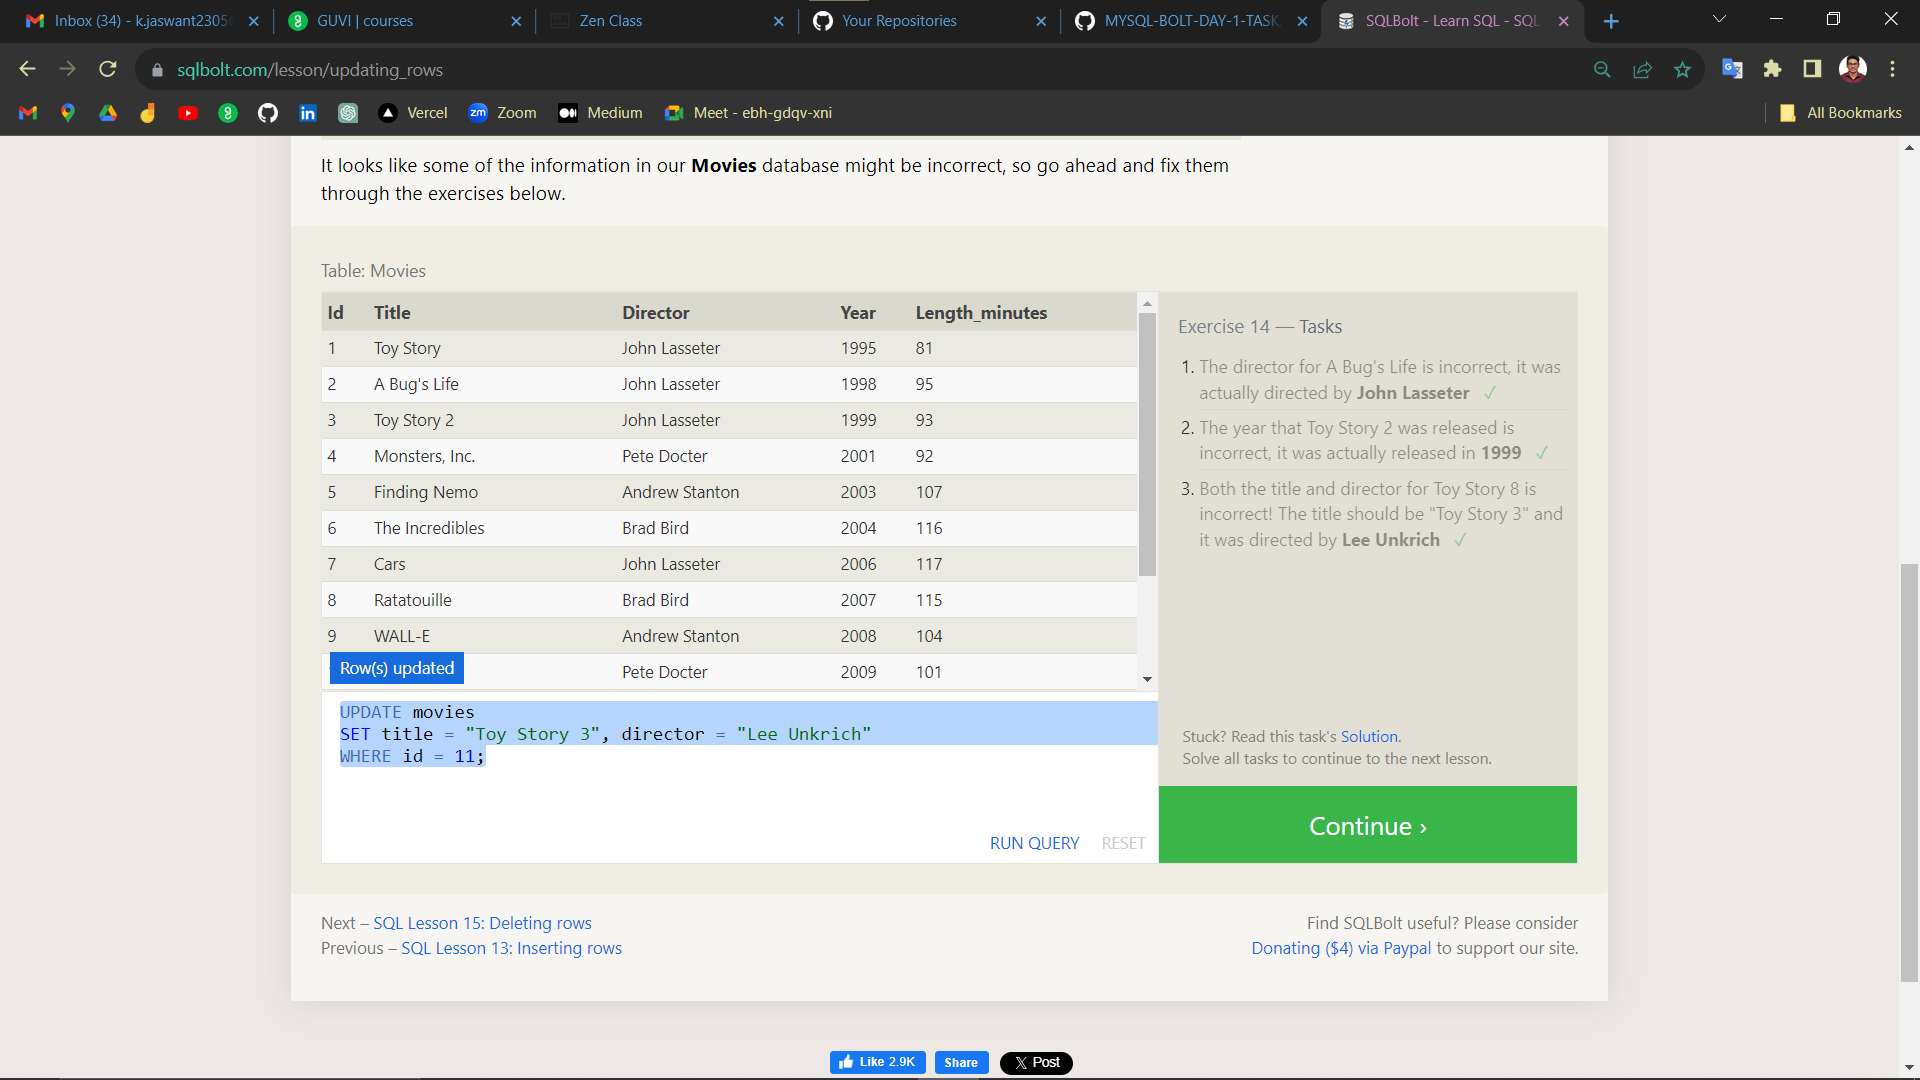 Inbox (34) - k.jaswant2305
GUVI | courses
Zen Class
Your Repositories
MYSQL-BOLT-DAY-1-TASK
SQLBolt - Learn SQL - SQL
sqlbolt.com/lesson/updating_rows
Vercel
zm Zoom
Medium
Meet - ebh-gdqv-xni
All Bookmarks
It looks like some of the information in our Movies database might be incorrect, so go ahead and fix them
through the exercises below.
Table: Movies
Id Title Director Year Length_minutes
1 Toy Story John Lasseter 1995 81
2 A Bug's Life John Lasseter 1998 95
3 Toy Story 2 John Lasseter 1999 93
4 Monsters, Inc. Pete Docter 2001 92
5 Finding Nemo Andrew Stanton 2003 107
6 The Incredibles Brad Bird 2004 116
7 Cars John Lasseter 2006 117
8 Ratatouille Brad Bird 2007 115
9 WALL-E Andrew Stanton 2008 104
Pete Docter 2009 101
Row(s) updated
UPDATE movies
SET title = "Toy Story 3", director = "Lee Unkrich"
WHERE id = 11;
RUN QUERY RESET
Exercise 14 — Tasks
1. The director for A Bug's Life is incorrect, it was
actually directed by John Lasseter ✓
2. The year that Toy Story 2 was released is
incorrect, it was actually released in 1999 ✓
3. Both the title and director for Toy Story 8 is
incorrect! The title should be "Toy Story 3" and
it was directed by Lee Unkrich ✓
Stuck? Read this task's Solution.
Solve all tasks to continue to the next lesson.
Continue ›
Next – SQL Lesson 15: Deleting rows
Previous – SQL Lesson 13: Inserting rows
Find SQLBolt useful? Please consider
Donating ($4) via Paypal to support our site.
Like 2.9K
Share
X Post